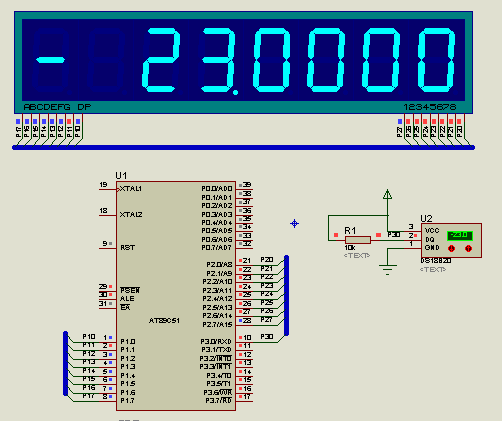 - 23.0000
ABCDEFG DP
12345678
P17
P16
P15
P14
P13
P12
P11
P10
P27
P26
P25
P24
P23
P22
P21
P20
U1
19 XTAL1
18 XTAL2
9 RST
29 PSEN
30 ALE
31 EA
AT89C51
P10 1 P1.0
P11 2 P1.1
P12 3 P1.2
P13 4 P1.3
P14 5 P1.4
P15 6 P1.5
P16 7 P1.6
P17 8 P1.7
P0.0/AD0 39
P0.1/AD1 38
P0.2/AD2 37
P0.3/AD3 36
P0.4/AD4 35
P0.5/AD5 34
P0.6/AD6 33
P0.7/AD7 32
P2.0/A8 21 P20
P2.1/A9 22 P21
P2.2/A10 23 P22
P2.3/A11 24 P23
P2.4/A12 25 P24
P2.5/A13 26 P25
P2.6/A14 27 P26
P2.7/A15 28 P27
P3.0/RXD 10 P30
P3.1/TXD 11
P3.2/INT0 12
P3.3/INT1 13
P3.4/T0 14
P3.5/T1 15
P3.6/WR 16
P3.7/RD 17
R1
10k
<TEXT>
P30
U2
3 VCC
2 DQ
1 GND
-23.0
DS18B20
<TEXT>